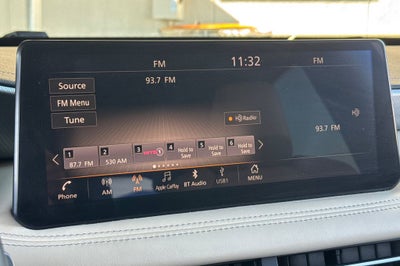 FM
11:32
FM
93.7 FM
Source
FM Menu
Tune
Radio
93.7 FM
1
2
3
4
5
6
87.7 FM
530 AM
Hold to
Save
Hold to
Save
Hold to
Save
Phone
AM
FM
Apple CarPlay
BT Audio
USB1
MENU